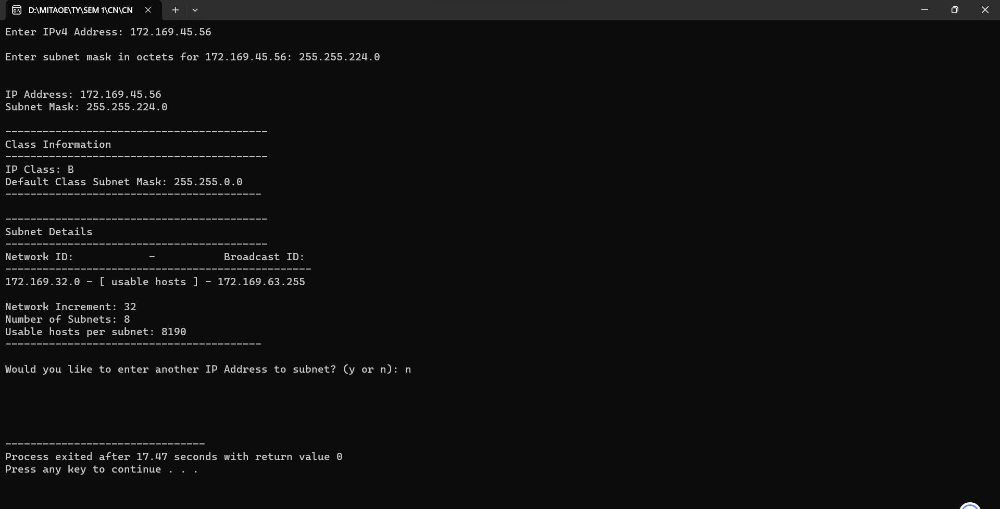 D:\MITAOE\TY\SEM 1\CN\CN
Enter IPv4 Address: 172.169.45.56
Enter subnet mask in octets for 172.169.45.56: 255.255.224.0
IP Address: 172.169.45.56
Subnet Mask: 255.255.224.0
------------------------------------------
Class Information
------------------------------------------
IP Class: B
Default Class Subnet Mask: 255.255.0.0
-----------------------------------------
------------------------------------------
Subnet Details
------------------------------------------
Network ID:            -           Broadcast ID:
-------------------------------------------------
172.169.32.0 - [ usable hosts ] - 172.169.63.255
Network Increment: 32
Number of Subnets: 8
Usable hosts per subnet: 8190
-----------------------------------------
Would you like to enter another IP Address to subnet? (y or n): n
--------------------------------
Process exited after 17.47 seconds with return value 0
Press any key to continue . . .